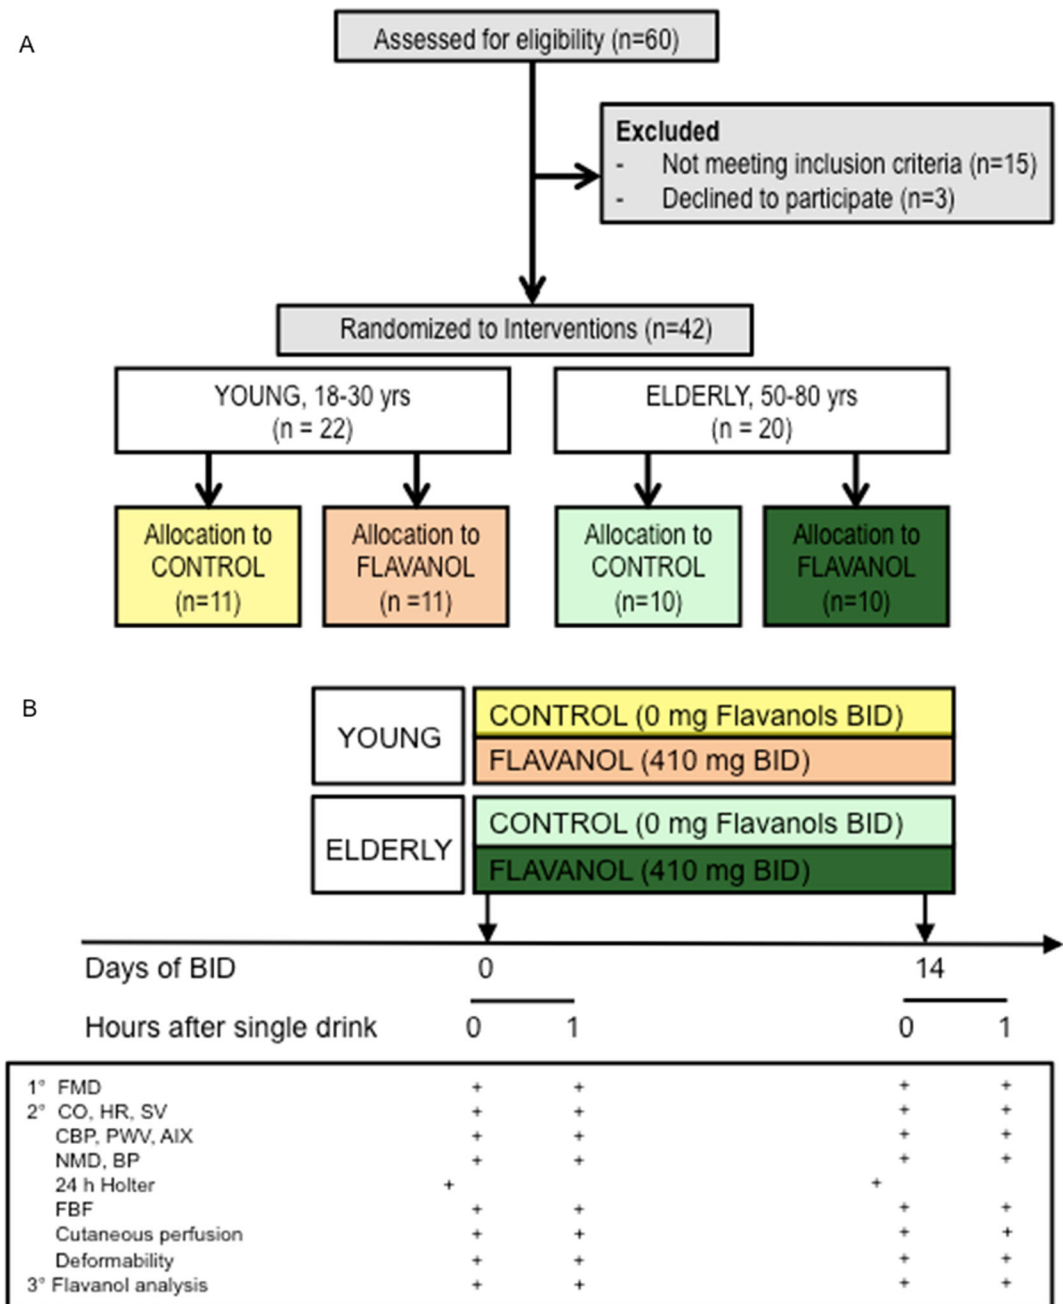 A
Assessed for eligibility (n=60)
Excluded
- Not meeting inclusion criteria (n=15)
- Declined to participate (n=3)
Randomized to Interventions (n=42)
YOUNG, 18-30 yrs
(n = 22)
ELDERLY, 50-80 yrs
(n = 20)
Allocation to
CONTROL
(n=11)
Allocation to
FLAVANOL
(n =11)
Allocation to
CONTROL
(n=10)
Allocation to
FLAVANOL
(n=10)
B
YOUNG
CONTROL (0 mg Flavanols BID)
FLAVANOL (410 mg BID)
ELDERLY
CONTROL (0 mg Flavanols BID)
FLAVANOL (410 mg BID)
Days of BID 0 14
Hours after single drink 0 1 0 1
1° FMD + + + +
2° CO, HR, SV + + + +
CBP, PWV, AIX + + + +
NMD, BP + + + +
24 h Holter + +
FBF + + + +
Cutaneous perfusion + + + +
Deformability + + + +
3° Flavanol analysis + + + +